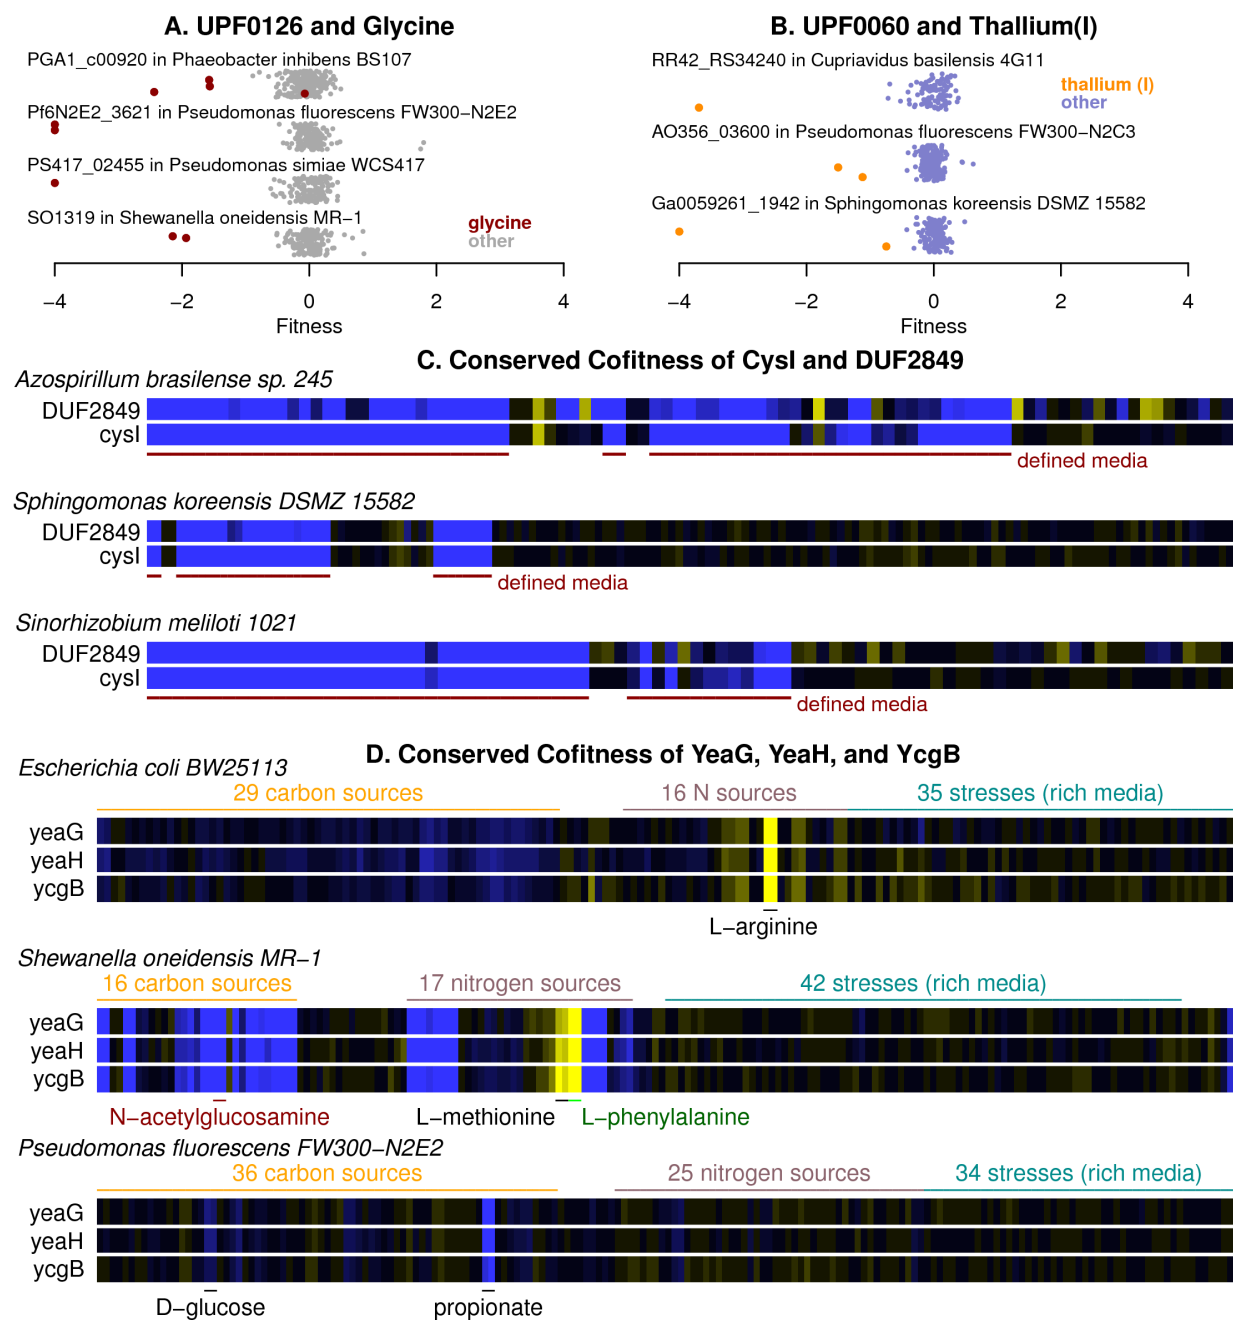 A. UPF0126 and Glycine
PGA1_c00920 in Phaeobacter inhibens BS107
Pf6N2E2_3621 in Pseudomonas fluorescens FW300−N2E2
PS417_02455 in Pseudomonas simiae WCS417
SO1319 in Shewanella oneidensis MR−1
glycine
other
−4 −2 0 2 4
Fitness
B. UPF0060 and Thallium(I)
RR42_RS34240 in Cupriavidus basilensis 4G11
thallium (I)
other
AO356_03600 in Pseudomonas fluorescens FW300−N2C3
Ga0059261_1942 in Sphingomonas koreensis DSMZ 15582
−4 −2 0 2 4
Fitness
C. Conserved Cofitness of CysI and DUF2849
Azospirillum brasilense sp. 245
DUF2849
cysI
defined media
Sphingomonas koreensis DSMZ 15582
DUF2849
cysI
defined media
Sinorhizobium meliloti 1021
DUF2849
cysI
defined media
D. Conserved Cofitness of YeaG, YeaH, and YcgB
Escherichia coli BW25113
29 carbon sources 16 N sources 35 stresses (rich media)
yeaG
yeaH
ycgB
L−arginine
Shewanella oneidensis MR−1
16 carbon sources 17 nitrogen sources 42 stresses (rich media)
yeaG
yeaH
ycgB
N−acetylglucosamine L−methionine L−phenylalanine
Pseudomonas fluorescens FW300−N2E2
36 carbon sources 25 nitrogen sources 34 stresses (rich media)
yeaG
yeaH
ycgB
D−glucose propionate